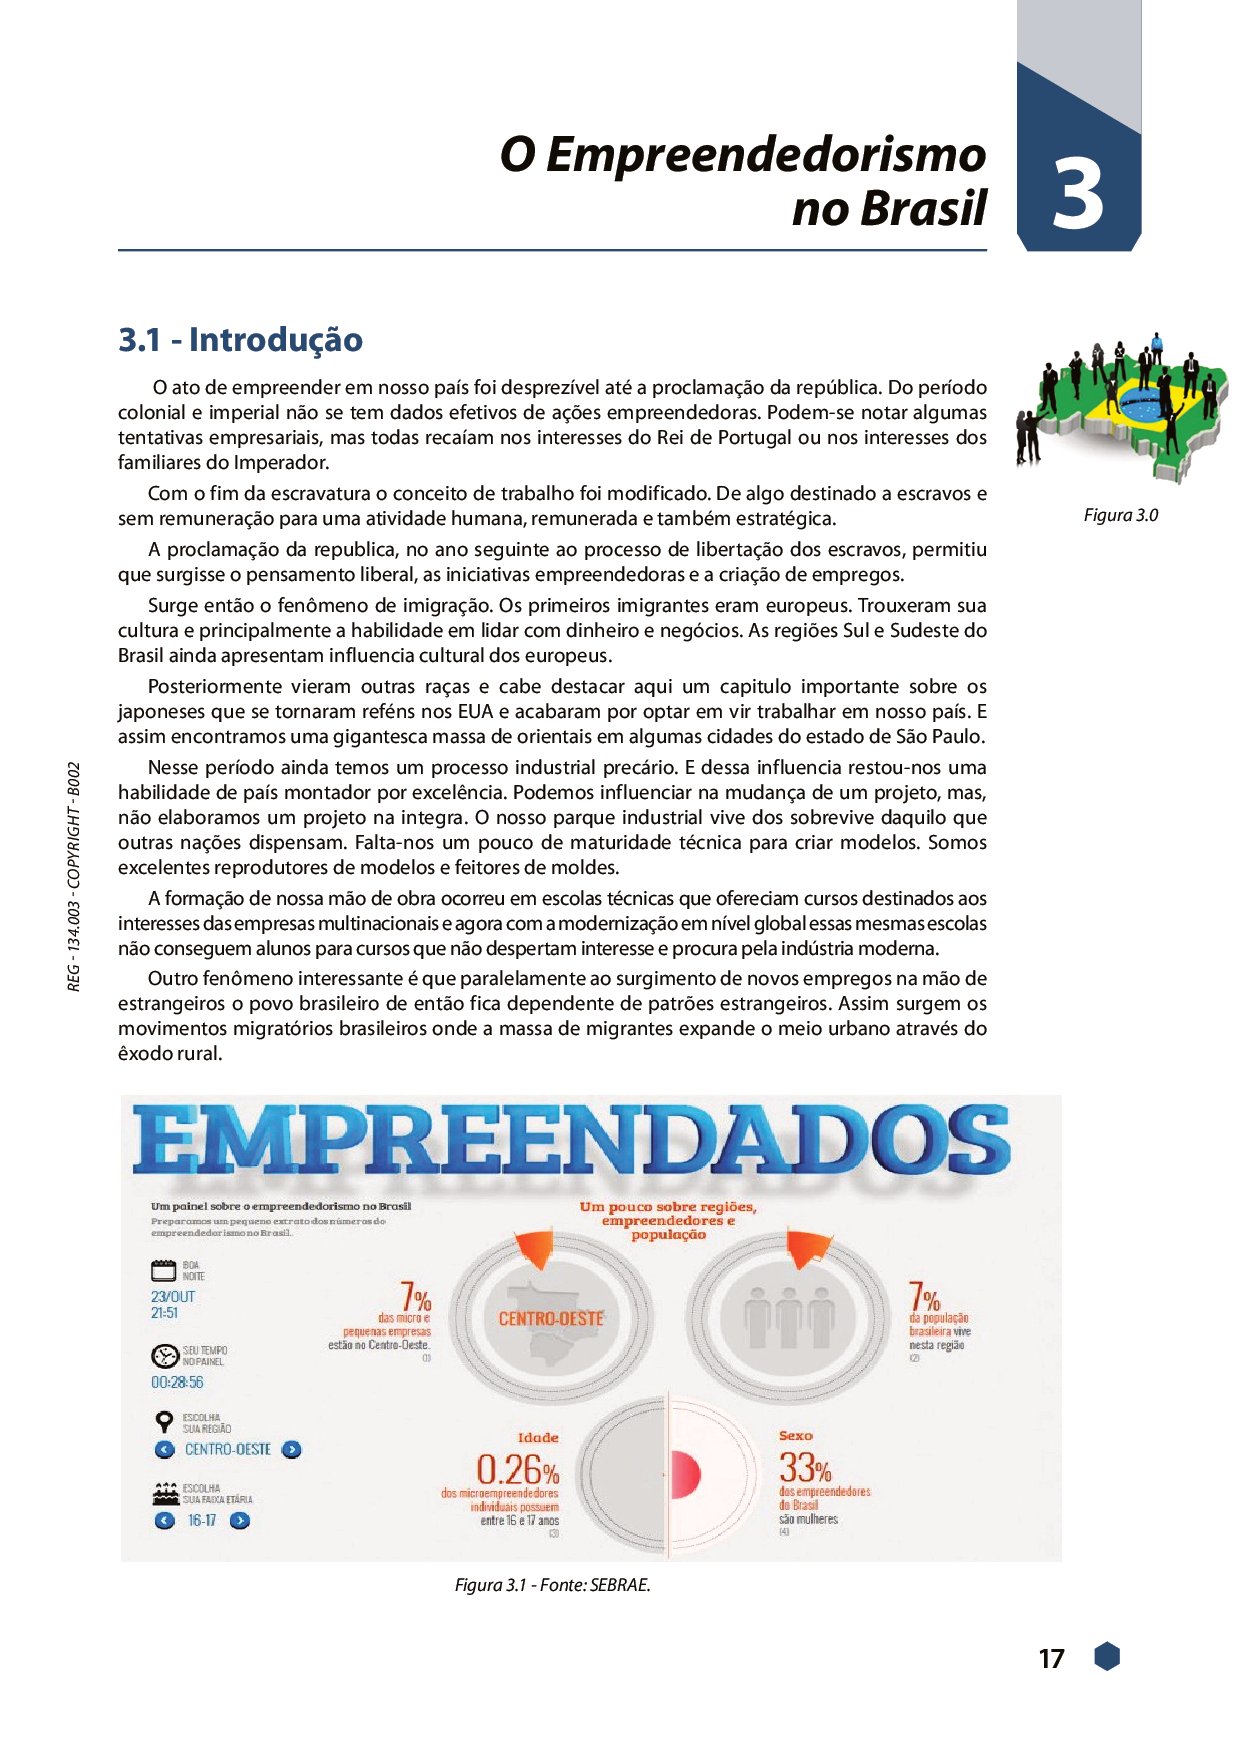 O Empreendedorismo
no Brasil
3
3.1 - Introdução
O ato de empreender em nosso país foi desprezível até a proclamação da república. Do período
colonial e imperial não se tem dados efetivos de ações empreendedoras. Podem-se notar algumas
tentativas empresariais, mas todas recaíam nos interesses do Rei de Portugal ou nos interesses dos
familiares do Imperador.
Com o fim da escravatura o conceito de trabalho foi modificado. De algo destinado a escravos e
sem remuneração para uma atividade humana, remunerada e também estratégica.
A proclamação da republica, no ano seguinte ao processo de libertação dos escravos, permitiu
que surgisse o pensamento liberal, as iniciativas empreendedoras e a criação de empregos.
Surge então o fenômeno de imigração. Os primeiros imigrantes eram europeus. Trouxeram sua
cultura e principalmente a habilidade em lidar com dinheiro e negócios. As regiões Sul e Sudeste do
Brasil ainda apresentam influencia cultural dos europeus.
Posteriormente vieram outras raças e cabe destacar aqui um capitulo importante sobre os
japoneses que se tornaram reféns nos EUA e acabaram por optar em vir trabalhar em nosso país. E
assim encontramos uma gigantesca massa de orientais em algumas cidades do estado de São Paulo.
Nesse período ainda temos um processo industrial precário. E dessa influencia restou-nos uma
habilidade de país montador por excelência. Podemos influenciar na mudança de um projeto, mas,
não elaboramos um projeto na integra. O nosso parque industrial vive dos sobrevive daquilo que
outras nações dispensam. Falta-nos um pouco de maturidade técnica para criar modelos. Somos
excelentes reprodutores de modelos e feitores de moldes.
A formação de nossa mão de obra ocorreu em escolas técnicas que ofereciam cursos destinados aos
interesses das empresas multinacionais e agora com a modernização em nível global essas mesmas escolas
não conseguem alunos para cursos que não despertam interesse e procura pela indústria moderna.
Outro fenômeno interessante é que paralelamente ao surgimento de novos empregos na mão de
estrangeiros o povo brasileiro de então fica dependente de patrões estrangeiros. Assim surgem os
movimentos migratórios brasileiros onde a massa de migrantes expande o meio urbano através do
êxodo rural.
Figura 3.0
REG - 134.003 - COPYRIGHT - B002
EMPREENDADOS
Um painel sobre o empreendedorismo no Brasil
Preparamos um pequeno extrato dos números do
empreendedorismo no Brasil.
BOA
NOITE
23/OUT
21:51
SEU TEMPO
NO PAINEL
00:28:56
ESCOLHA
SUA REGIÃO
CENTRO-OESTE
ESCOLHA
SUA FAIXA ETÁRIA
16-17
Um pouco sobre regiões,
empreendedores e
população
7%
das micro e
pequenas empresas
estão no Centro-Oeste.
(1)
CENTRO-OESTE
7%
da população
brasileira vive
nesta região
(2)
Idade
0.26%
dos microempreendedores
individuais possuem
entre 16 e 17 anos
(3)
Sexo
33%
dos empreendedores
do Brasil
são mulheres
(4)
Figura 3.1 - Fonte: SEBRAE.
17